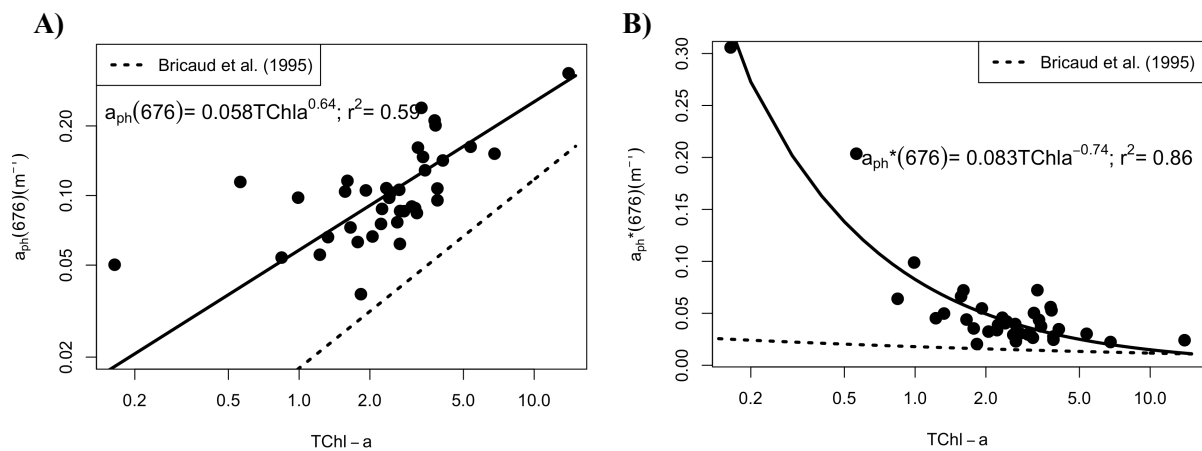 A)
Bricaud et al. (1995)
aₚₕ(676)= 0.058TChla^0.64; r²= 0.59
aₚₕ(676)(m⁻¹)
0.20
0.10
0.05
0.02
0.2 0.5 1.0 2.0 5.0 10.0
TChl − a
B)
Bricaud et al. (1995)
aₚₕ*(676)= 0.083TChla^−0.74; r²= 0.86
aₚₕ*(676)(m⁻¹)
0.30
0.25
0.20
0.15
0.10
0.05
0.00
0.2 0.5 1.0 2.0 5.0 10.0
TChl − a